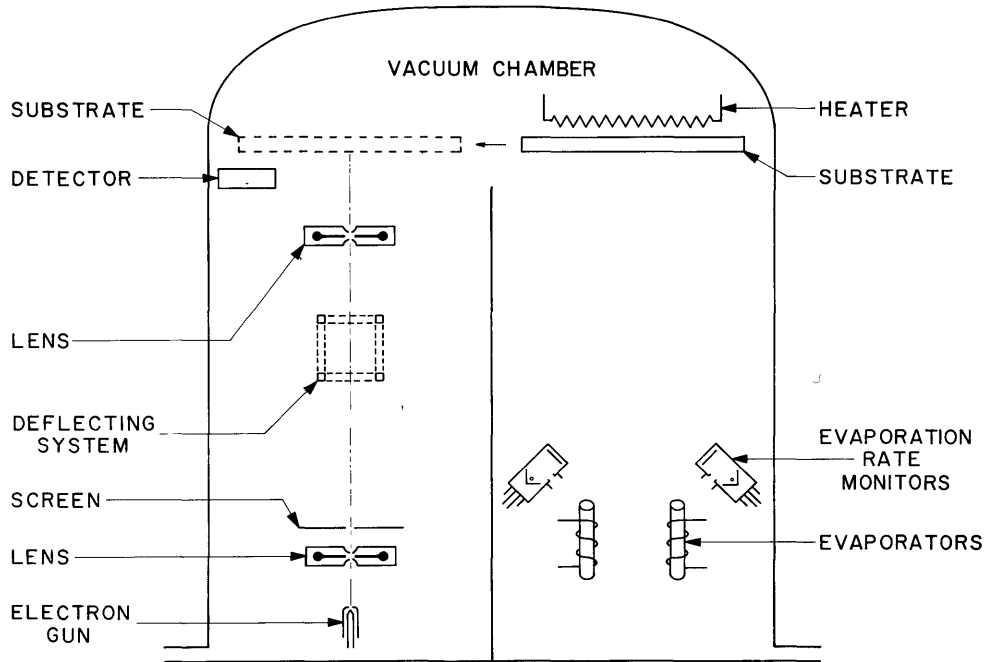 VACUUM CHAMBER
SUBSTRATE
HEATER
DETECTOR
SUBSTRATE
LENS
DEFLECTING
SYSTEM
EVAPORATION
RATE
MONITORS
SCREEN
LENS
EVAPORATORS
ELECTRON
GUN